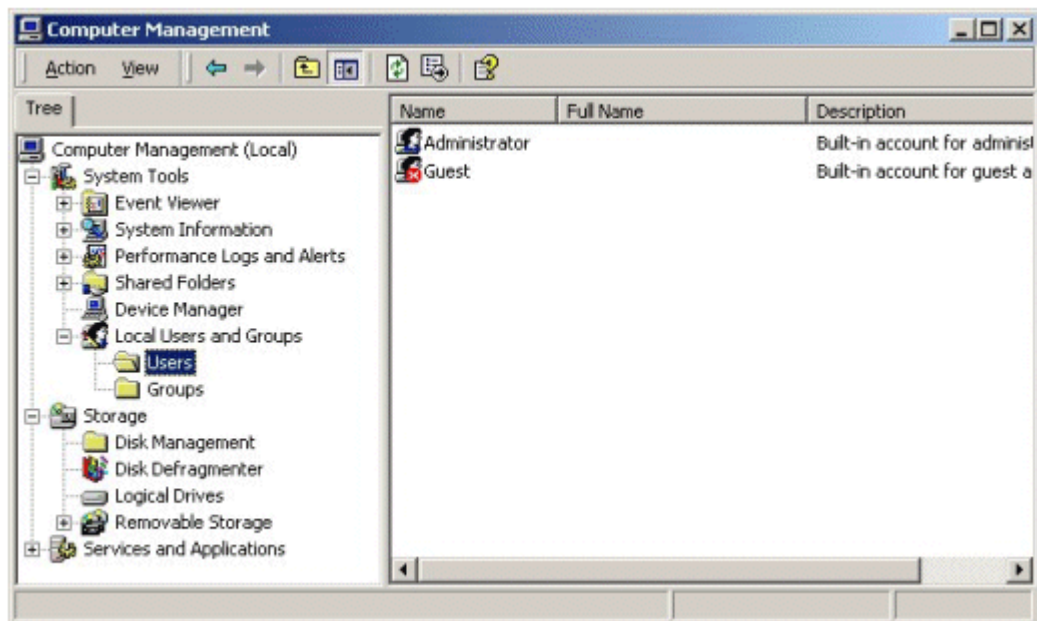 Computer Management
Action View
Tree
Name Full Name Description
Computer Management (Local)
System Tools
Event Viewer
System Information
Performance Logs and Alerts
Shared Folders
Device Manager
Local Users and Groups
Users
Groups
Storage
Disk Management
Disk Defragmenter
Logical Drives
Removable Storage
Services and Applications
Administrator Built-in account for adminis
Guest Built-in account for guest a